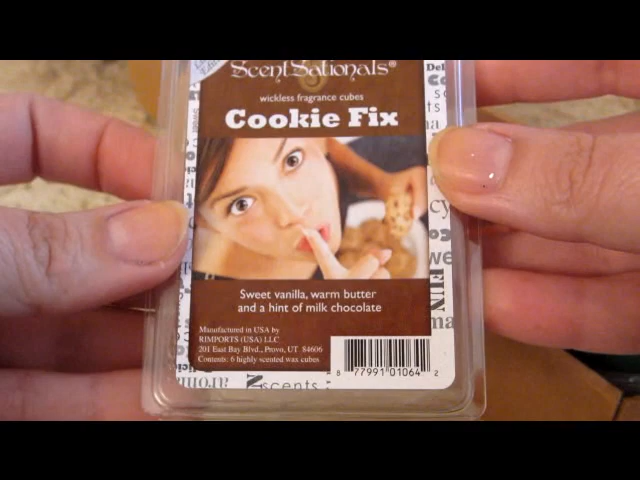 ScentSationals®
wickless fragrance cubes
Cookie Fix
Sweet vanilla, warm butter
and a hint of milk chocolate
Manufactured in USA by
RIMPORTS (USA) LLC
201 East Bay Blvd., Provo, UT 84606
Contents: 6 highly scented wax cubes
8 77991 01064 2
FUN
scents